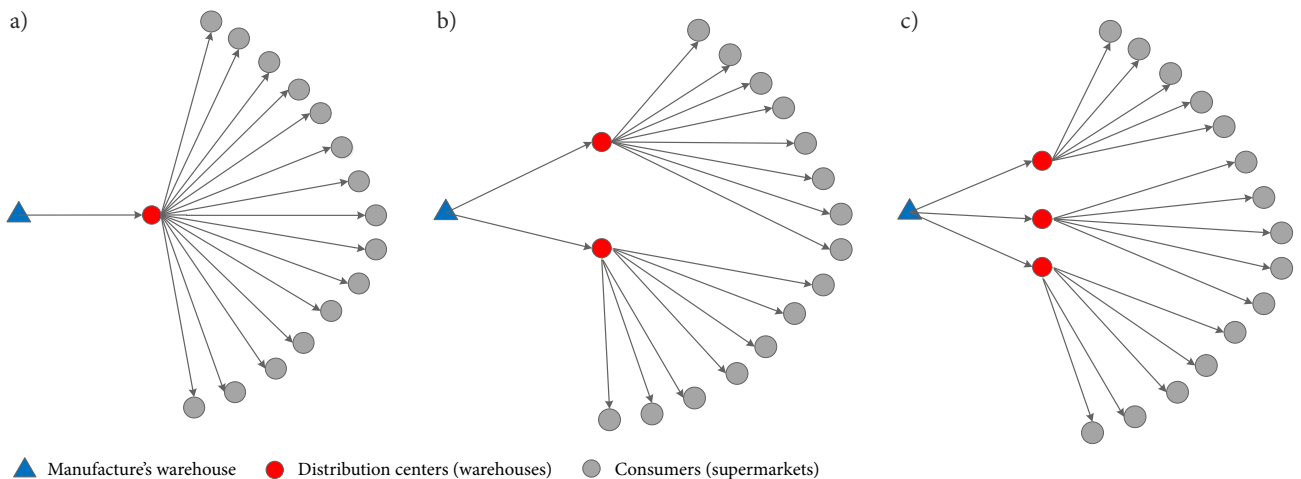 a)
b)
c)
Manufacture's warehouse
Distribution centers (warehouses)
Consumers (supermarkets)